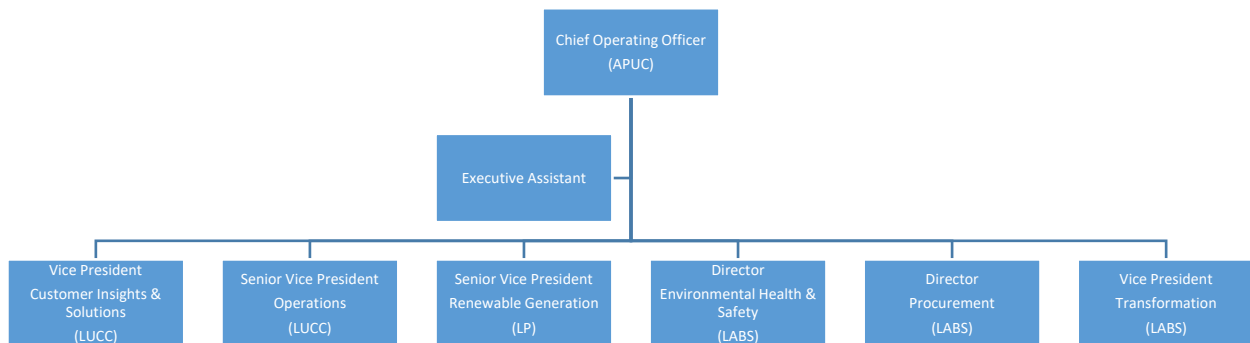 Chief Operating Officer
(APUC)
Executive Assistant
Vice President
Customer Insights &
Solutions
(LUCC)
Senior Vice President
Operations
(LUCC)
Senior Vice President
Renewable Generation
(LP)
Director
Environmental Health &
Safety
(LABS)
Director
Procurement
(LABS)
Vice President
Transformation
(LABS)